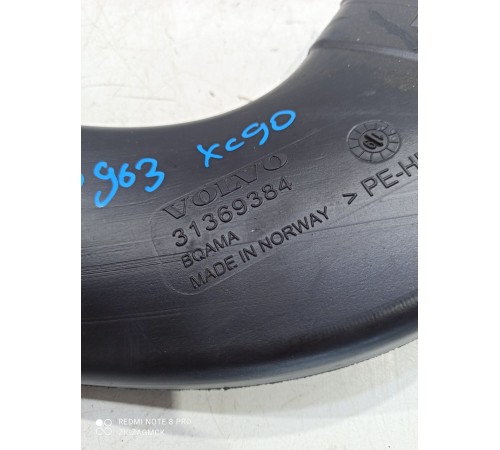 963 xc90
VOLVO
31369384
BQAMA
MADE IN NORWAY
> PE-H
REDMI NOTE 8 PRO